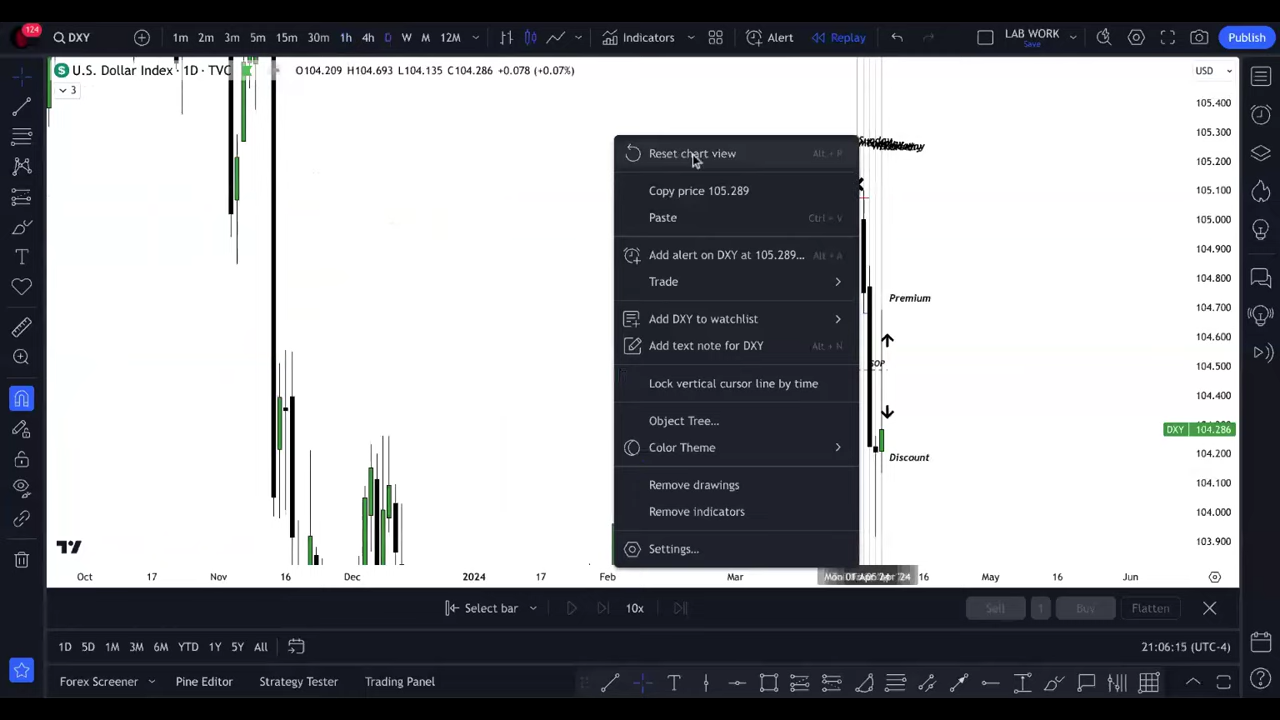 124
DXY
1m 2m 3m 5m 15m 30m 1h 4h D W M 12M
Indicators
Alert
Replay
LAB WORK
Save
Publish
S U.S. Dollar Index · 1D · TVC
O104.209 H104.693 L104.135 C104.286 +0.078 (+0.07%)
USD
3
105.400
105.300
105.200
105.100
105.000
104.900
104.800
104.700
104.600
104.500
104.400
DXY 104.286
104.200
104.100
104.000
103.900
Reset chart view Alt + R
Copy price 105.289
Paste Ctrl + V
Add alert on DXY at 105.289... Alt + A
Trade
Add DXY to watchlist
Add text note for DXY Alt + N
Lock vertical cursor line by time
Object Tree...
Color Theme
Remove drawings
Remove indicators
Settings...
Sunday
Premium
Discount
Oct 17 Nov 16 Dec 2024 17 Feb Mar 16 May 17 Jun
Select bar
10x
Sell 1 Buy Flatten
1D 5D 1M 3M 6M YTD 1Y 5Y All
21:06:15 (UTC-4)
Forex Screener Pine Editor Strategy Tester Trading Panel